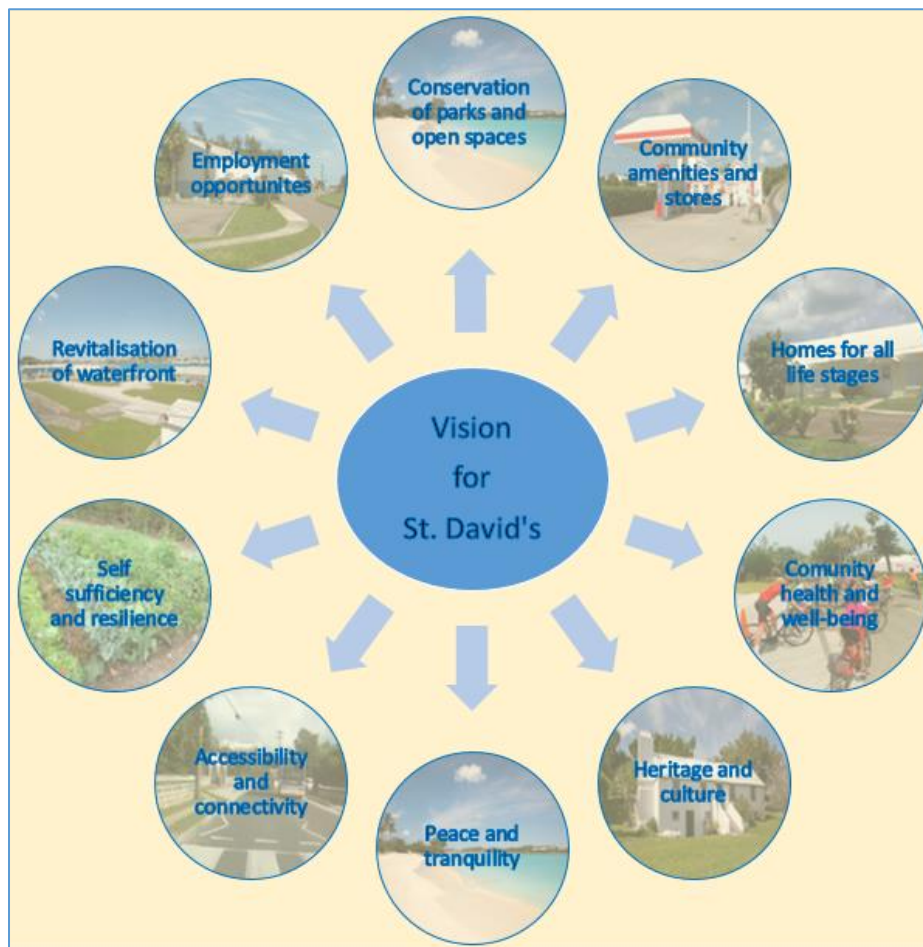 Conservation
of parks and
open spaces
Community
amenities and
stores
Homes for all
life stages
Comunity
health and
well-being
Heritage and
culture
Peace and
tranquility
Accessibility
and
connectivity
Self
sufficiency
and resilience
Revitalisation
of waterfront
Employment
opportunites
Vision
for
St. David's